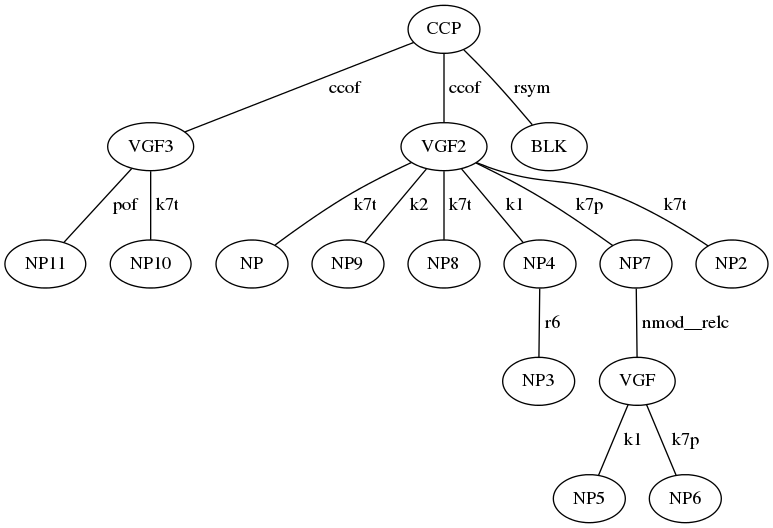 CCP
ccof ccof rsym
VGF3 VGF2 BLK
pof k7t k7t k2 k7t k1 k7p k7t
NP11 NP10 NP NP9 NP8 NP4 NP7 NP2
r6 nmod__relc
NP3 VGF
k1 k7p
NP5 NP6